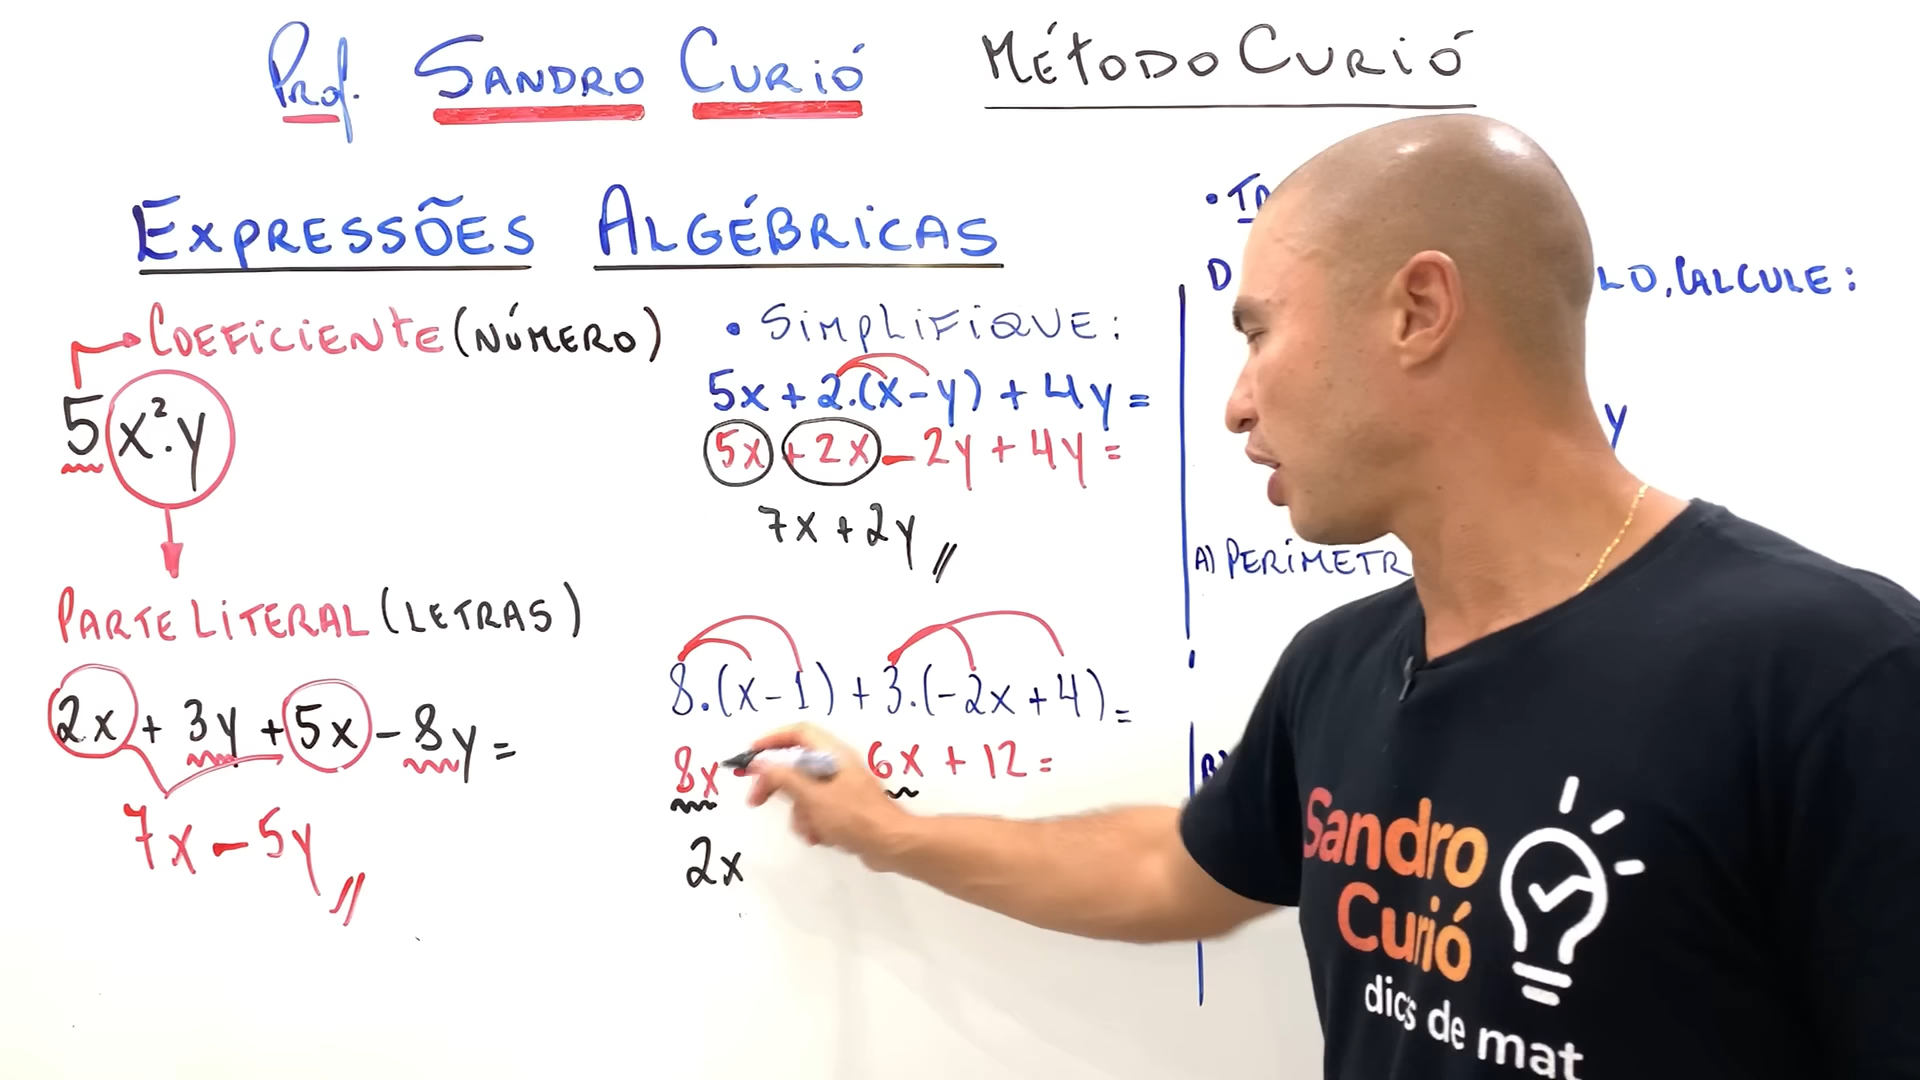 Prof. SANDRO CURIÓ
MÉTODO CURIÓ
EXPRESSÕES ALGÉBRICAS
COEFICIENTE (NÚMERO)
5x².y
PARTE LITERAL (LETRAS)
2x + 3y + 5x - 8y =
7x - 5y //
• SIMPLIFIQUE:
5x + 2.(x - y) + 4y =
5x + 2x - 2y + 4y =
7x + 2y //
8.(x - 1) + 3.(-2x + 4) =
8x 6x + 12 =
2x
CALCULE:
y
A) PERÍMETR
Sandro
Curió
dicas de mat